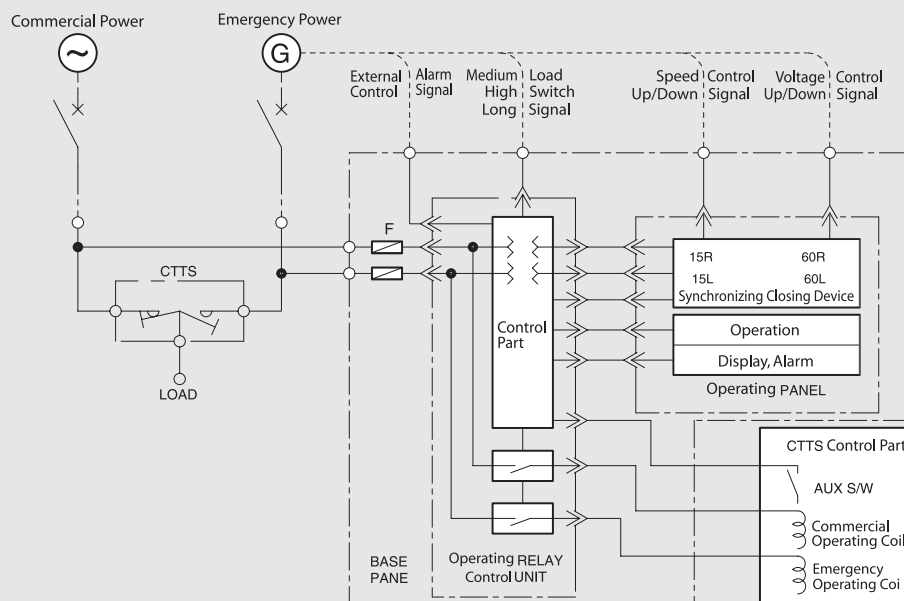 Commercial Power
Emergency Power
~
G
External
Control
Alarm
Signal
Medium
High
Long
Load
Switch
Signal
Speed
Up/Down
Control
Signal
Voltage
Up/Down
Control
Signal
F
CTTS
LOAD
Control
Part
15R
60R
15L
60L
Synchronizing Closing Device
Operation
Display, Alarm
Operating PANEL
CTTS Control Part
AUX S/W
Commercial
Operating Coil
Emergency
Operating Coi
BASE
PANE
Operating RELAY
Control UNIT